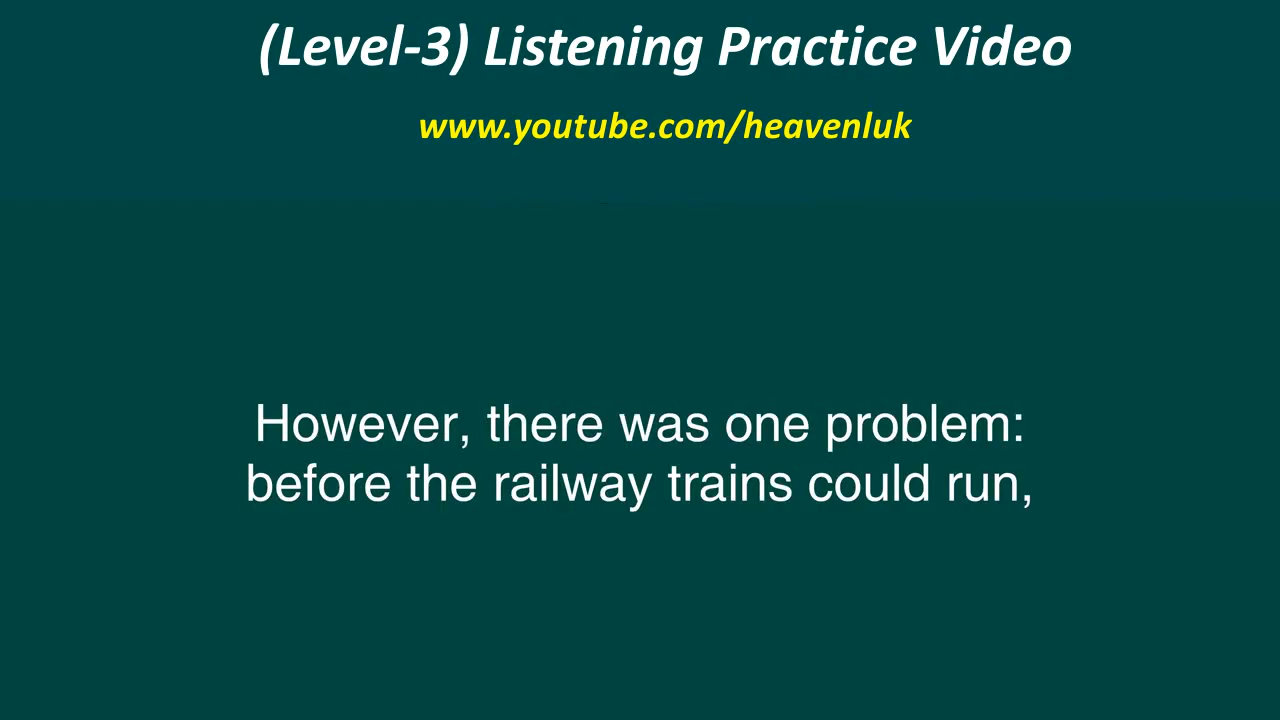 (Level-3) Listening Practice Video
www.youtube.com/heavenluk
However, there was one problem:
before the railway trains could run,